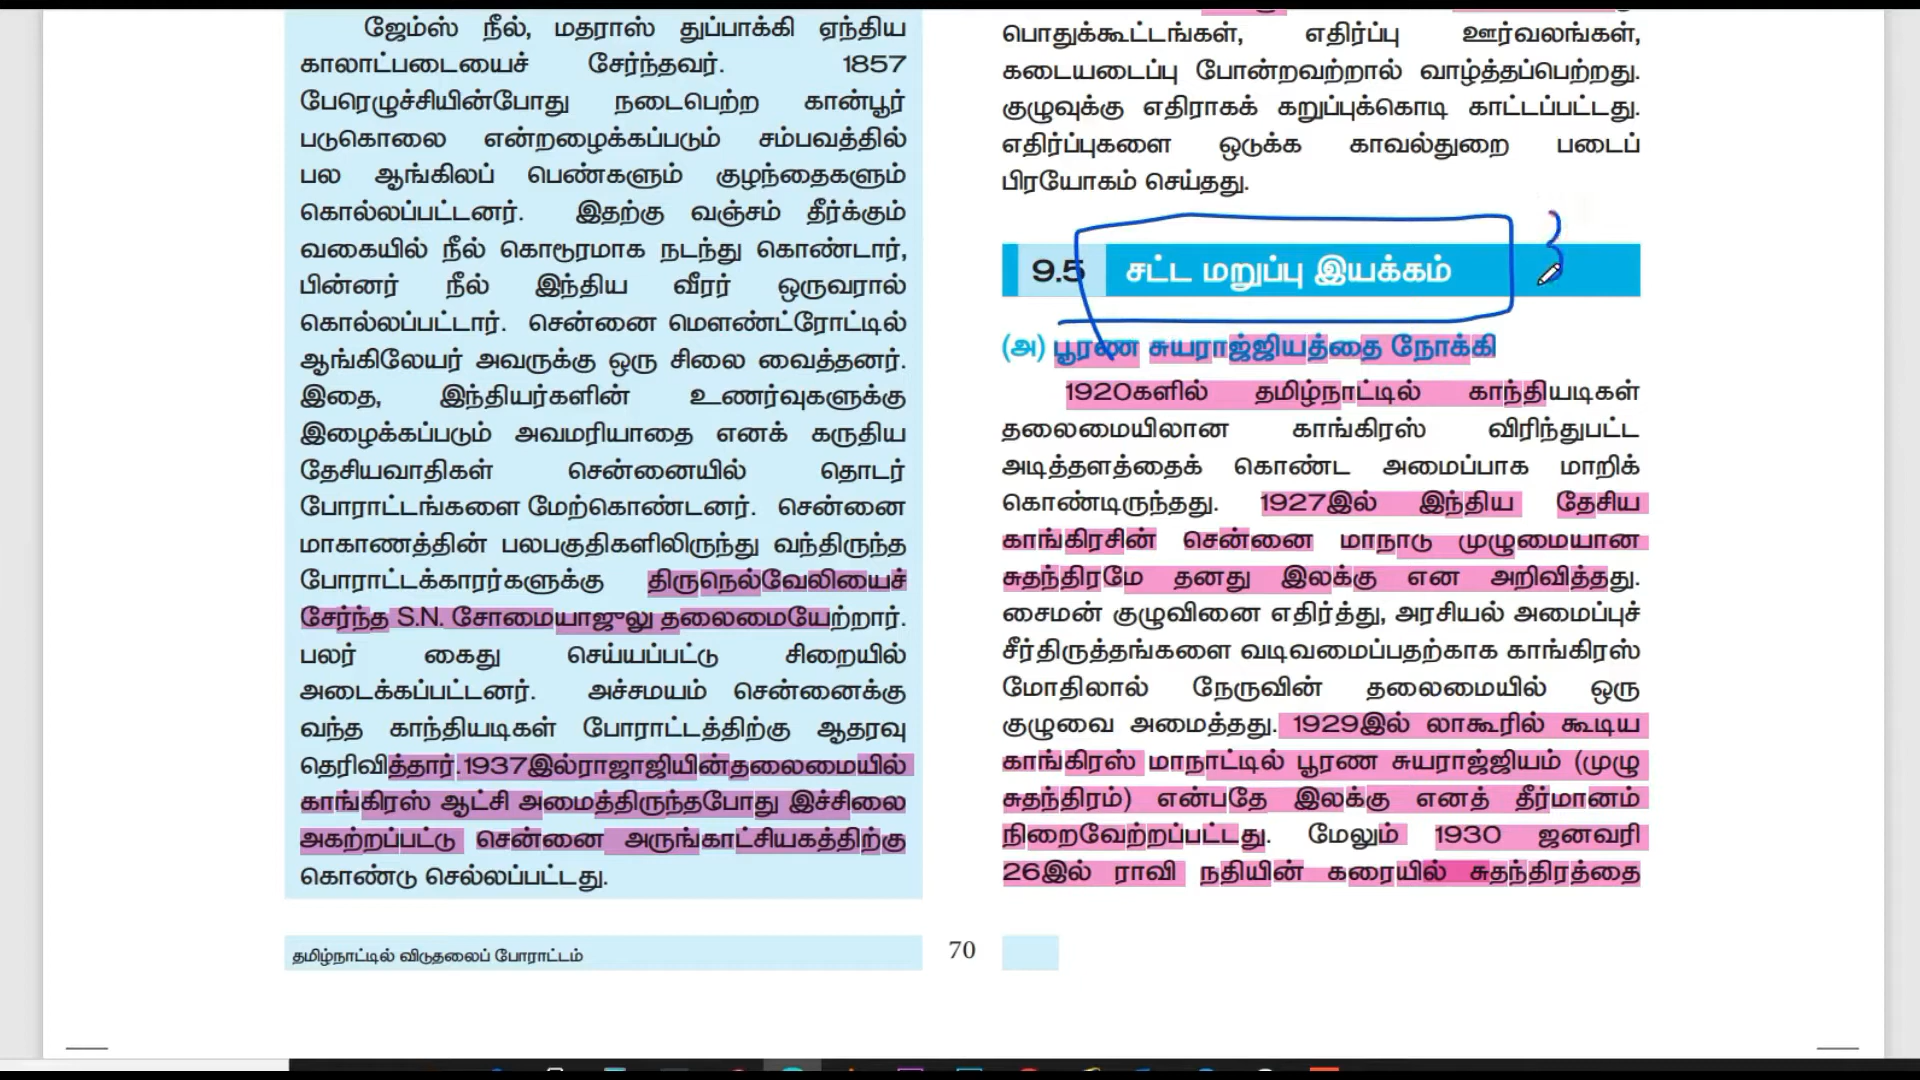 ஜேம்ஸ் நீல், மதராஸ் துப்பாக்கி ஏந்திய
காலாட்படையைச் சேர்ந்தவர். 1857
பேரெழுச்சியின்போது நடைபெற்ற கான்பூர்
படுகொலை என்றழைக்கப்படும் சம்பவத்தில்
பல ஆங்கிலப் பெண்களும் குழந்தைகளும்
கொல்லப்பட்டனர். இதற்கு வஞ்சம் தீர்க்கும்
வகையில் நீல் கொடூரமாக நடந்து கொண்டார்,
பின்னர் நீல் இந்திய வீரர் ஒருவரால்
கொல்லப்பட்டார். சென்னை மௌண்ட்ரோட்டில்
ஆங்கிலேயர் அவருக்கு ஒரு சிலை வைத்தனர்.
இதை, இந்தியர்களின் உணர்வுகளுக்கு
இழைக்கப்படும் அவமரியாதை எனக் கருதிய
தேசியவாதிகள் சென்னையில் தொடர்
போராட்டங்களை மேற்கொண்டனர். சென்னை
மாகாணத்தின் பலபகுதிகளிலிருந்து வந்திருந்த
போராட்டக்காரர்களுக்கு திருநெல்வேலியைச்
சேர்ந்த S.N. சோமையாஜுலு தலைமையேற்றார்.
பலர் கைது செய்யப்பட்டு சிறையில்
அடைக்கப்பட்டனர். அச்சமயம் சென்னைக்கு
வந்த காந்தியடிகள் போராட்டத்திற்கு ஆதரவு
தெரிவித்தார். 1937இல்ராஜாஜியின்தலைமையில்
காங்கிரஸ் ஆட்சி அமைத்திருந்தபோது இச்சிலை
அகற்றப்பட்டு சென்னை அருங்காட்சியகத்திற்கு
கொண்டு செல்லப்பட்டது.
பொதுக்கூட்டங்கள், எதிர்ப்பு ஊர்வலங்கள்,
கடையடைப்பு போன்றவற்றால் வாழ்த்தப்பெற்றது.
குழுவுக்கு எதிராகக் கறுப்புக்கொடி காட்டப்பட்டது.
எதிர்ப்புகளை ஒடுக்க காவல்துறை படைப்
பிரயோகம் செய்தது.
9.5 சட்ட மறுப்பு இயக்கம்
(அ) பூரண சுயராஜ்ஜியத்தை நோக்கி
1920களில் தமிழ்நாட்டில் காந்தியடிகள்
தலைமையிலான காங்கிரஸ் விரிந்துபட்ட
அடித்தளத்தைக் கொண்ட அமைப்பாக மாறிக்
கொண்டிருந்தது. 1927இல் இந்திய தேசிய
காங்கிரசின் சென்னை மாநாடு முழுமையான
சுதந்திரமே தனது இலக்கு என அறிவித்தது.
சைமன் குழுவினை எதிர்த்து, அரசியல் அமைப்புச்
சீர்திருத்தங்களை வடிவமைப்பதற்காக காங்கிரஸ்
மோதிலால் நேருவின் தலைமையில் ஒரு
குழுவை அமைத்தது. 1929இல் லாகூரில் கூடிய
காங்கிரஸ் மாநாட்டில் பூரண சுயராஜ்ஜியம் (முழு
சுதந்திரம்) என்பதே இலக்கு எனத் தீர்மானம்
நிறைவேற்றப்பட்டது. மேலும் 1930 ஜனவரி
26இல் ராவி நதியின் கரையில் சுதந்திரத்தை
தமிழ்நாட்டில் விடுதலைப் போராட்டம்
70